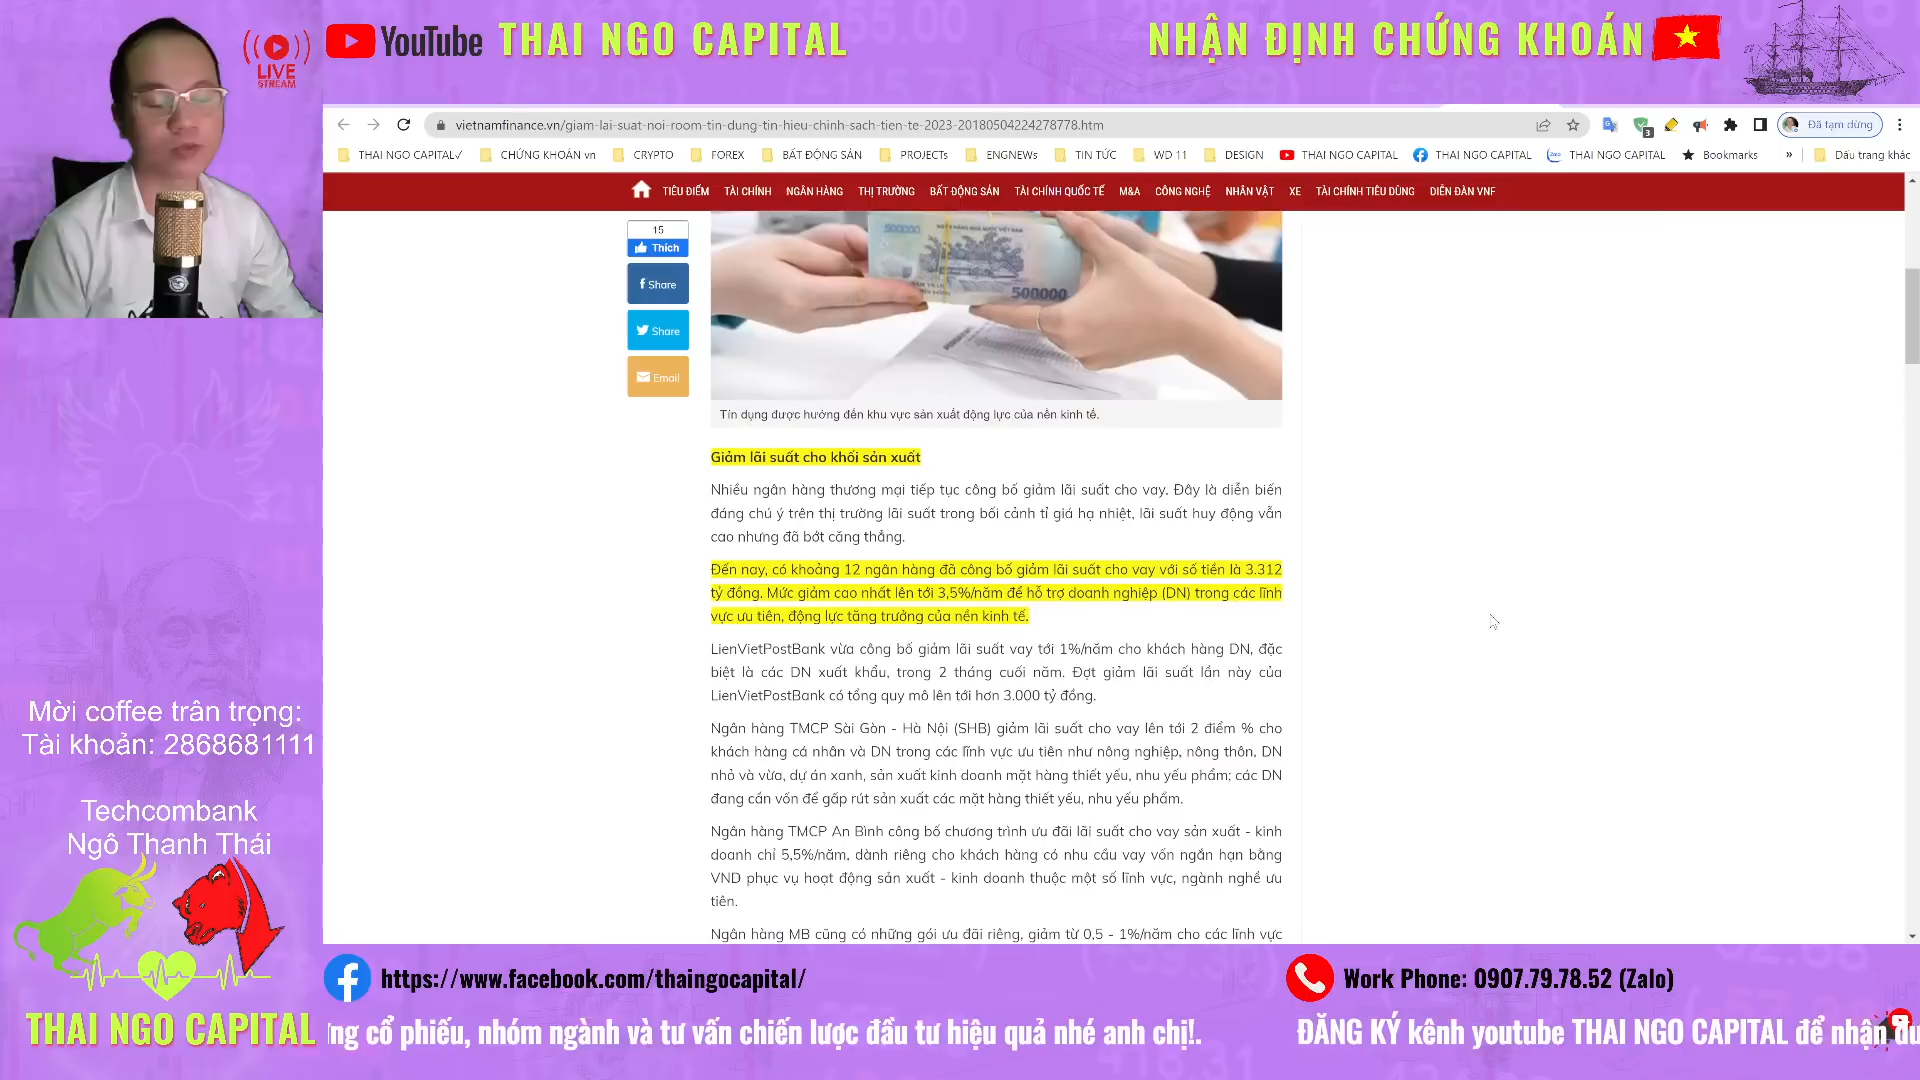 LIVE
STREAM
YouTube THAI NGO CAPITAL
NHẬN ĐỊNH CHỨNG KHOÁN
vietnamfinance.vn/giam-lai-suat-noi-room-tin-dung-tin-hieu-chinh-sach-tien-te-2023-20180504224278778.htm
3
Đã tạm dừng
THAI NGO CAPITAL✓ CHỨNG KHOÁN vn CRYPTO FOREX BẤT ĐỘNG SẢN PROJECTs ENGNEWs TIN TỨC WD 11 DESIGN THAI NGO CAPITAL THAI NGO CAPITAL THAI NGO CAPITAL Bookmarks » Dấu trang khác
TIÊU ĐIỂM TÀI CHÍNH NGÂN HÀNG THỊ TRƯỜNG BẤT ĐỘNG SẢN TÀI CHÍNH QUỐC TẾ M&A CÔNG NGHỆ NHÂN VẬT XE TÀI CHÍNH TIÊU DÙNG DIỄN ĐÀN VNF
15
Thích
Share
Share
Email
500000
Tín dụng được hướng đến khu vực sản xuất động lực của nền kinh tế.
Giảm lãi suất cho khối sản xuất
Nhiều ngân hàng thương mại tiếp tục công bố giảm lãi suất cho vay. Đây là diễn biến
đáng chú ý trên thị trường lãi suất trong bối cảnh tỉ giá hạ nhiệt, lãi suất huy động vẫn
cao nhưng đã bớt căng thẳng.
Đến nay, có khoảng 12 ngân hàng đã công bố giảm lãi suất cho vay với số tiền là 3.312
tỷ đồng. Mức giảm cao nhất lên tới 3,5%/năm để hỗ trợ doanh nghiệp (DN) trong các lĩnh
vực ưu tiên, động lực tăng trưởng của nền kinh tế.
LienVietPostBank vừa công bố giảm lãi suất vay tới 1%/năm cho khách hàng DN, đặc
biệt là các DN xuất khẩu, trong 2 tháng cuối năm. Đợt giảm lãi suất lần này của
LienVietPostBank có tổng quy mô lên tới hơn 3.000 tỷ đồng.
Ngân hàng TMCP Sài Gòn - Hà Nội (SHB) giảm lãi suất cho vay lên tới 2 điểm % cho
khách hàng cá nhân và DN trong các lĩnh vực ưu tiên như nông nghiệp, nông thôn, DN
nhỏ và vừa, dự án xanh, sản xuất kinh doanh mặt hàng thiết yếu, nhu yếu phẩm; các DN
đang cần vốn để gấp rút sản xuất các mặt hàng thiết yếu, nhu yếu phẩm.
Ngân hàng TMCP An Bình công bố chương trình ưu đãi lãi suất cho vay sản xuất - kinh
doanh chỉ 5,5%/năm, dành riêng cho khách hàng có nhu cầu vay vốn ngắn hạn bằng
VND phục vụ hoạt động sản xuất - kinh doanh thuộc một số lĩnh vực, ngành nghề ưu
tiên.
Ngân hàng MB cũng có những gói ưu đãi riêng, giảm từ 0,5 - 1%/năm cho các lĩnh vực
Mời coffee trân trọng:
Tài khoản: 2868681111
Techcombank
Ngô Thanh Thái
THAI NGO CAPITAL
https://www.facebook.com/thaingocapital/
Work Phone: 0907.79.78.52 (Zalo)
cổ phiếu, nhóm ngành và tư vấn chiến lược đầu tư hiệu quả nhé anh chị!.
ĐĂNG KÝ kênh youtube THAI NGO CAPITAL để nhận